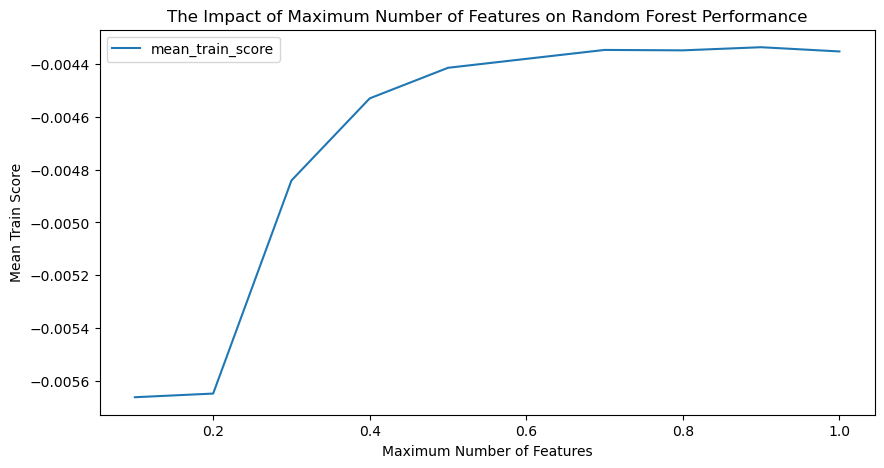 The Impact of Maximum Number of Features on Random Forest Performance
mean_train_score
−0.0044
−0.0046
−0.0048
−0.0050
−0.0052
−0.0054
−0.0056
Mean Train Score
0.2 0.4 0.6 0.8 1.0
Maximum Number of Features